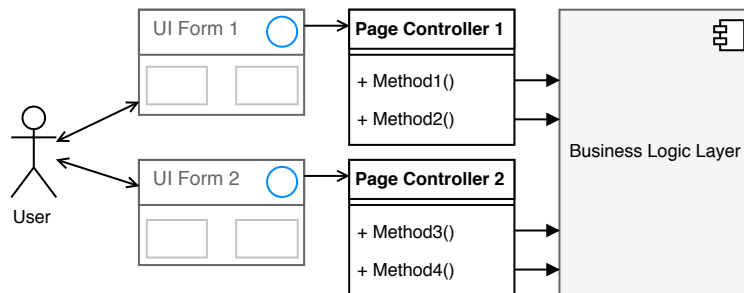 UI Form 1
Page Controller 1
+ Method1()
+ Method2()
Business Logic Layer
User
UI Form 2
Page Controller 2
+ Method3()
+ Method4()